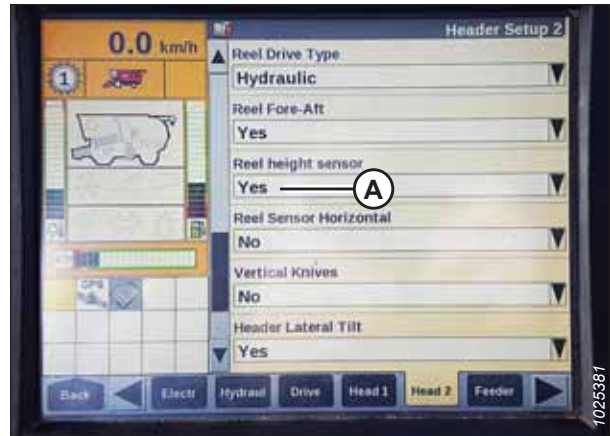 0.0 km/h
Header Setup 2
1
Reel Drive Type
Hydraulic
Reel Fore-Aft
Yes
Reel height sensor
Yes
A
Reel Sensor Horizontal
No
Vertical Knives
No
GPS
Header Lateral Tilt
Yes
Back
Electr
Hydraul
Drive
Head 1
Head 2
Feeder
1025381